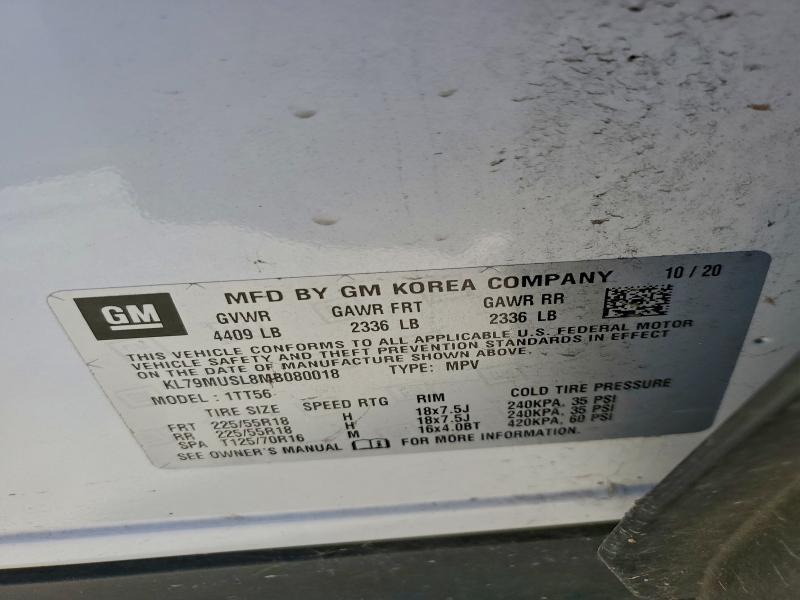 GM
MFD BY GM KOREA COMPANY 10 / 20
GVWR GAWR FRT GAWR RR
4409 LB 2336 LB 2336 LB
THIS VEHICLE CONFORMS TO ALL APPLICABLE U.S. FEDERAL MOTOR
VEHICLE SAFETY AND THEFT PREVENTION STANDARDS IN EFFECT
ON THE DATE OF MANUFACTURE SHOWN ABOVE.
KL79MUSL8MB080018 TYPE: MPV
MODEL : 1TT56
TIRE SIZE SPEED RTG RIM COLD TIRE PRESSURE
FRT 225/55R18 H 18x7.5J 240KPA, 35 PSI
RR 225/55R18 H 18x7.5J 240KPA, 35 PSI
SPA T125/70R16 M 16x4.0BT 420KPA, 60 PSI
SEE OWNER'S MANUAL FOR MORE INFORMATION.